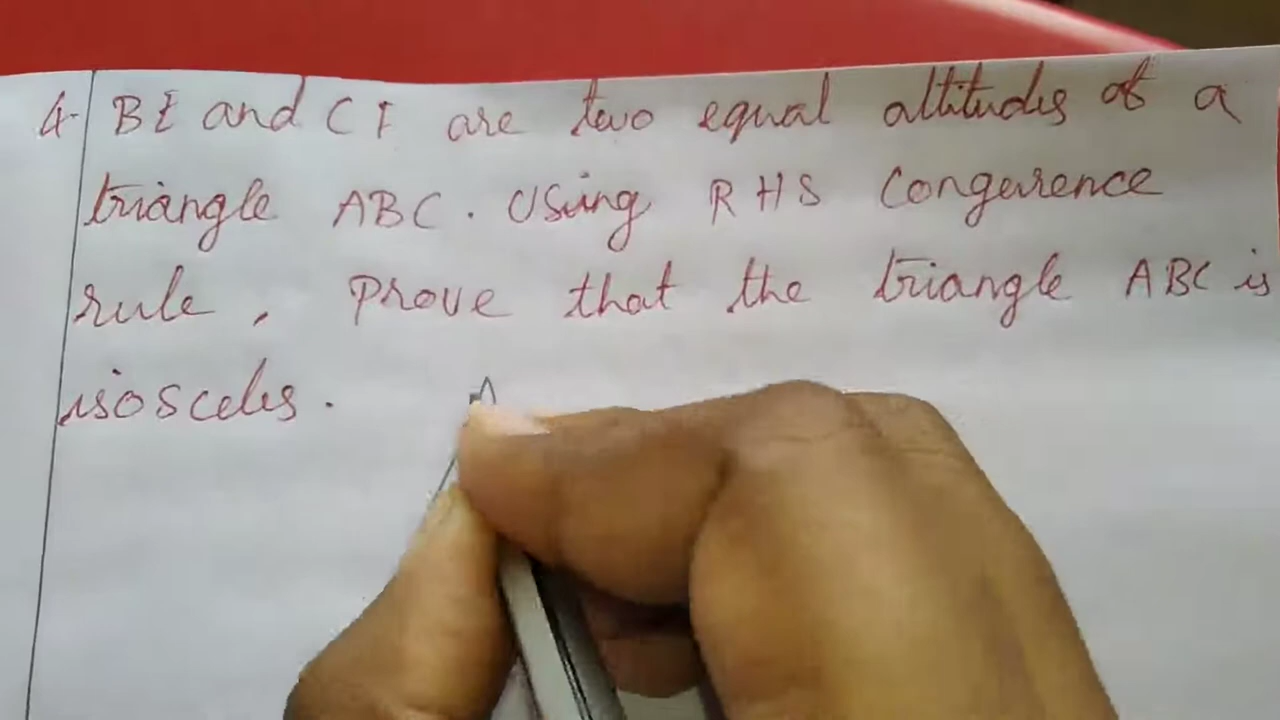 4. BE and CF are two equal altitudes of a
triangle ABC. Using RHS Congurence
rule, Prove that the triangle ABC is
isosceles.
A